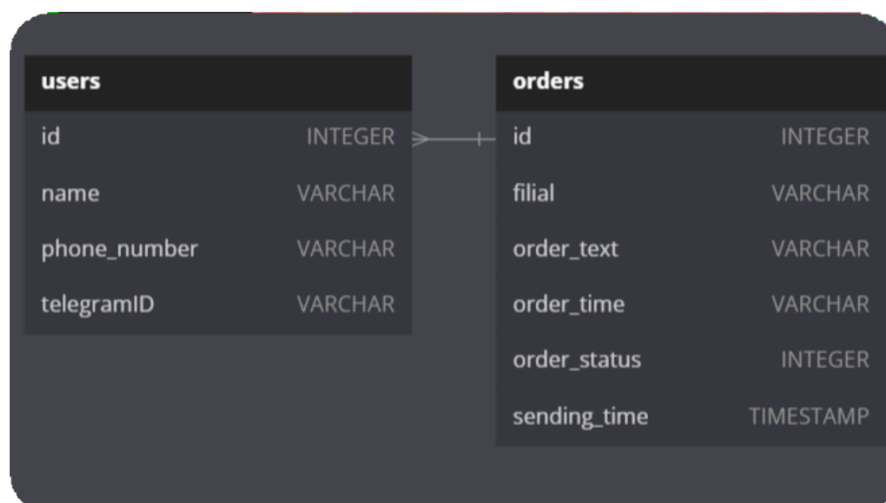 users
id INTEGER
name VARCHAR
phone_number VARCHAR
telegramID VARCHAR
orders
id INTEGER
filial VARCHAR
order_text VARCHAR
order_time VARCHAR
order_status INTEGER
sending_time TIMESTAMP